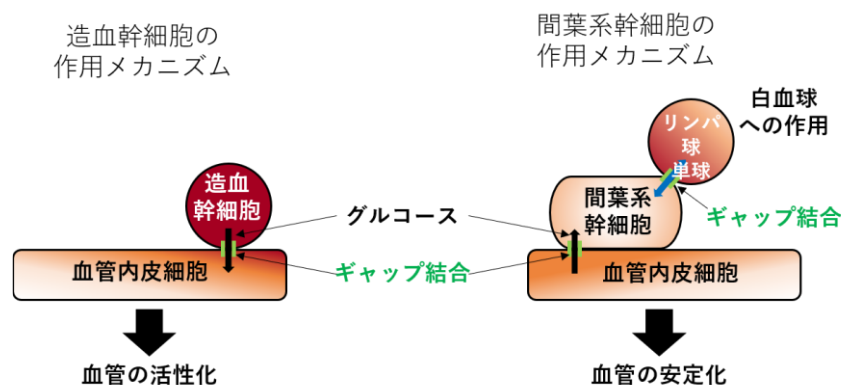 造血幹細胞の
作用メカニズム
間葉系幹細胞の
作用メカニズム
白血球
への作用
リンパ
球
単球
造血
幹細胞
グルコース
間葉系
幹細胞
ギャップ結合
血管内皮細胞
ギャップ結合
血管内皮細胞
血管の活性化
血管の安定化